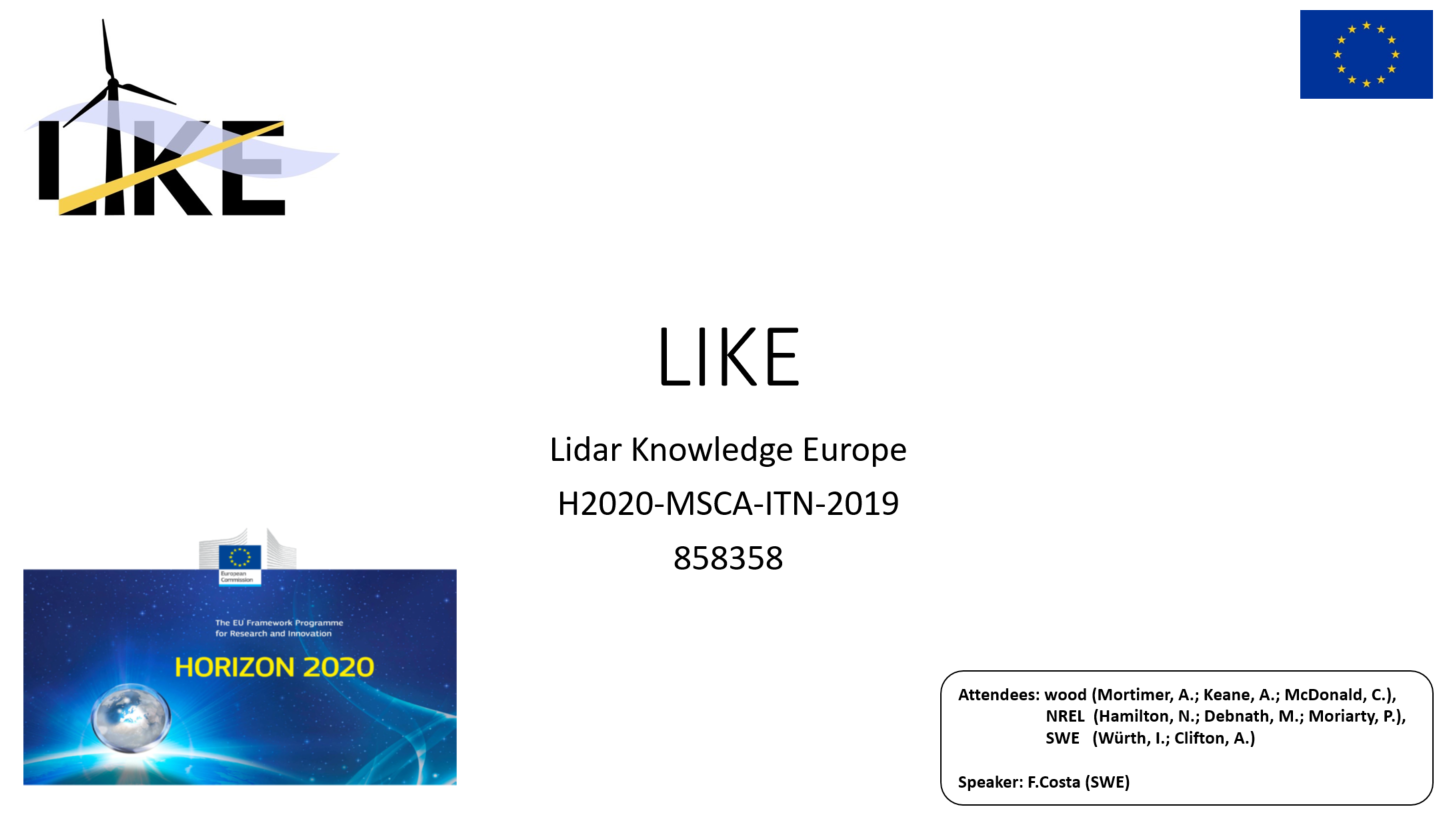 LIKE
LIKE
Lidar Knowledge Europe
H2020-MSCA-ITN-2019
858358
European
Commission
The EU Framework Programme
for Research and Innovation
HORIZON 2020
Attendees: wood (Mortimer, A.; Keane, A.; McDonald, C.),
NREL (Hamilton, N.; Debnath, M.; Moriarty, P.),
SWE (Würth, I.; Clifton, A.)
Speaker: F.Costa (SWE)